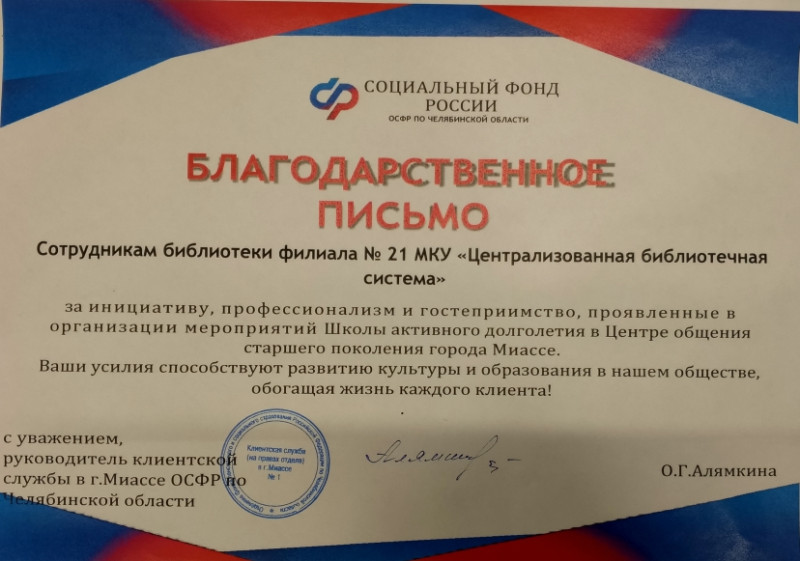 СОЦИАЛЬНЫЙ ФОНД
РОССИИ
ОСФР ПО ЧЕЛЯБИНСКОЙ ОБЛАСТИ
БЛАГОДАРСТВЕННОЕ
ПИСЬМО
Сотрудникам библиотеки филиала № 21 МКУ «Централизованная библиотечная
система»
за инициативу, профессионализм и гостеприимство, проявленные в
организации мероприятий Школы активного долголетия в Центре общения
старшего поколения города Миассе.
Ваши усилия способствуют развитию культуры и образования в нашем обществе,
обогащая жизнь каждого клиента!
с уважением,
руководитель клиентской
службы в г.Миассе ОСФР по
Челябинской области
Клиентская служба
(на правах отдела)
в г.Миассе
№ 1
О.Г.Алямкина